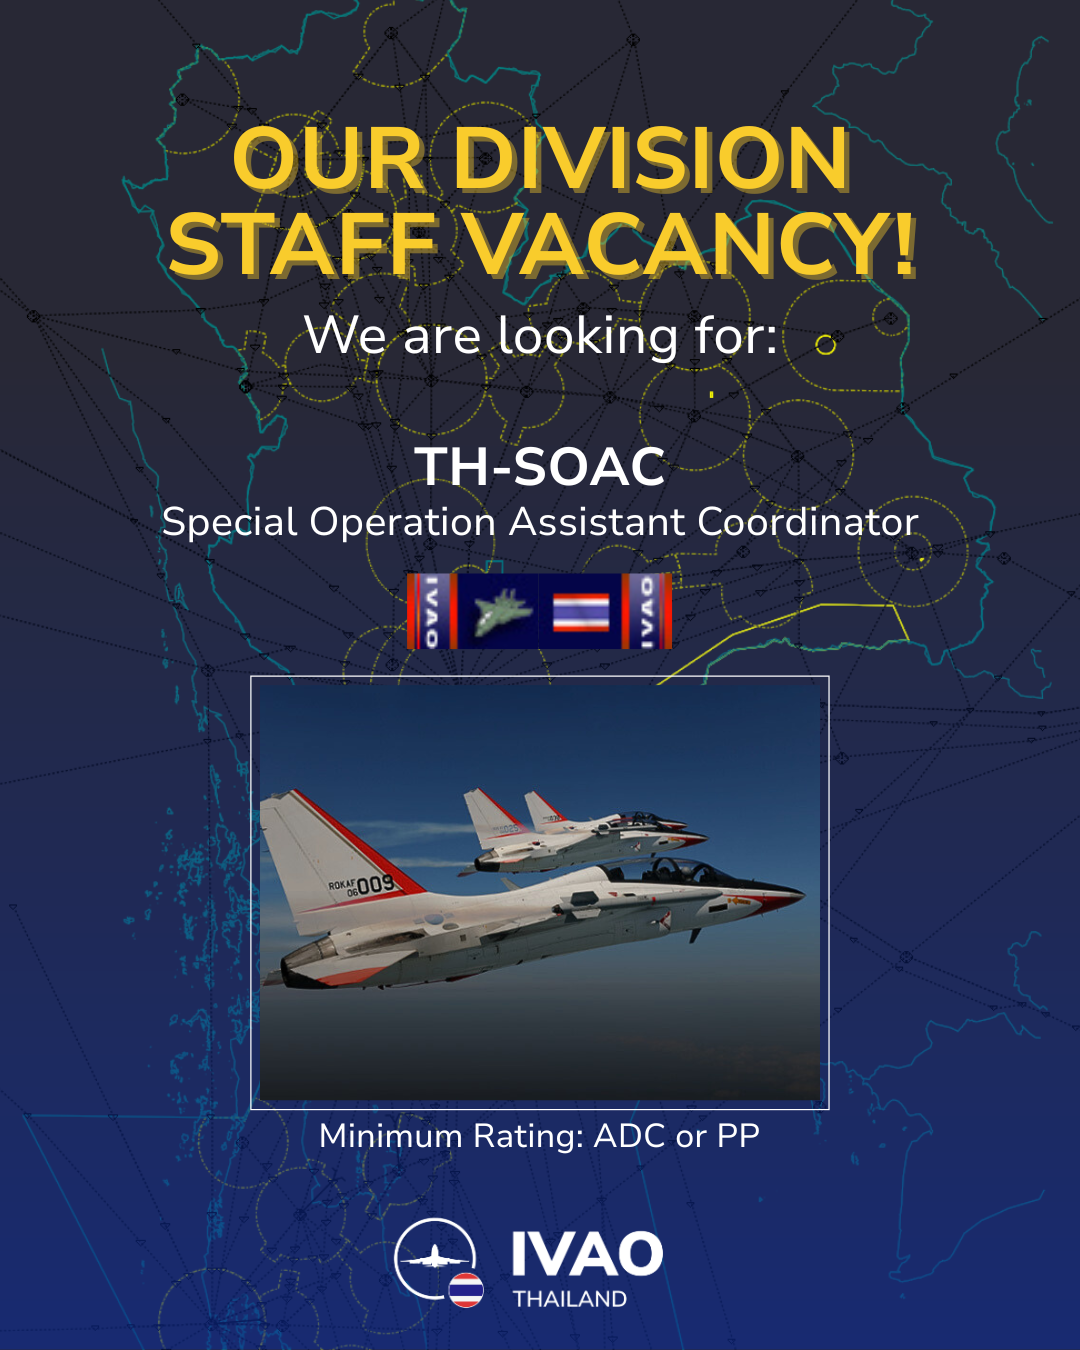 OUR DIVISION
STAFF VACANCY!
We are looking for:
TH-SOAC
Special Operation Assistant Coordinator
IVAO
IVAO
ROKAF
06 009
Minimum Rating: ADC or PP
IVAO
THAILAND